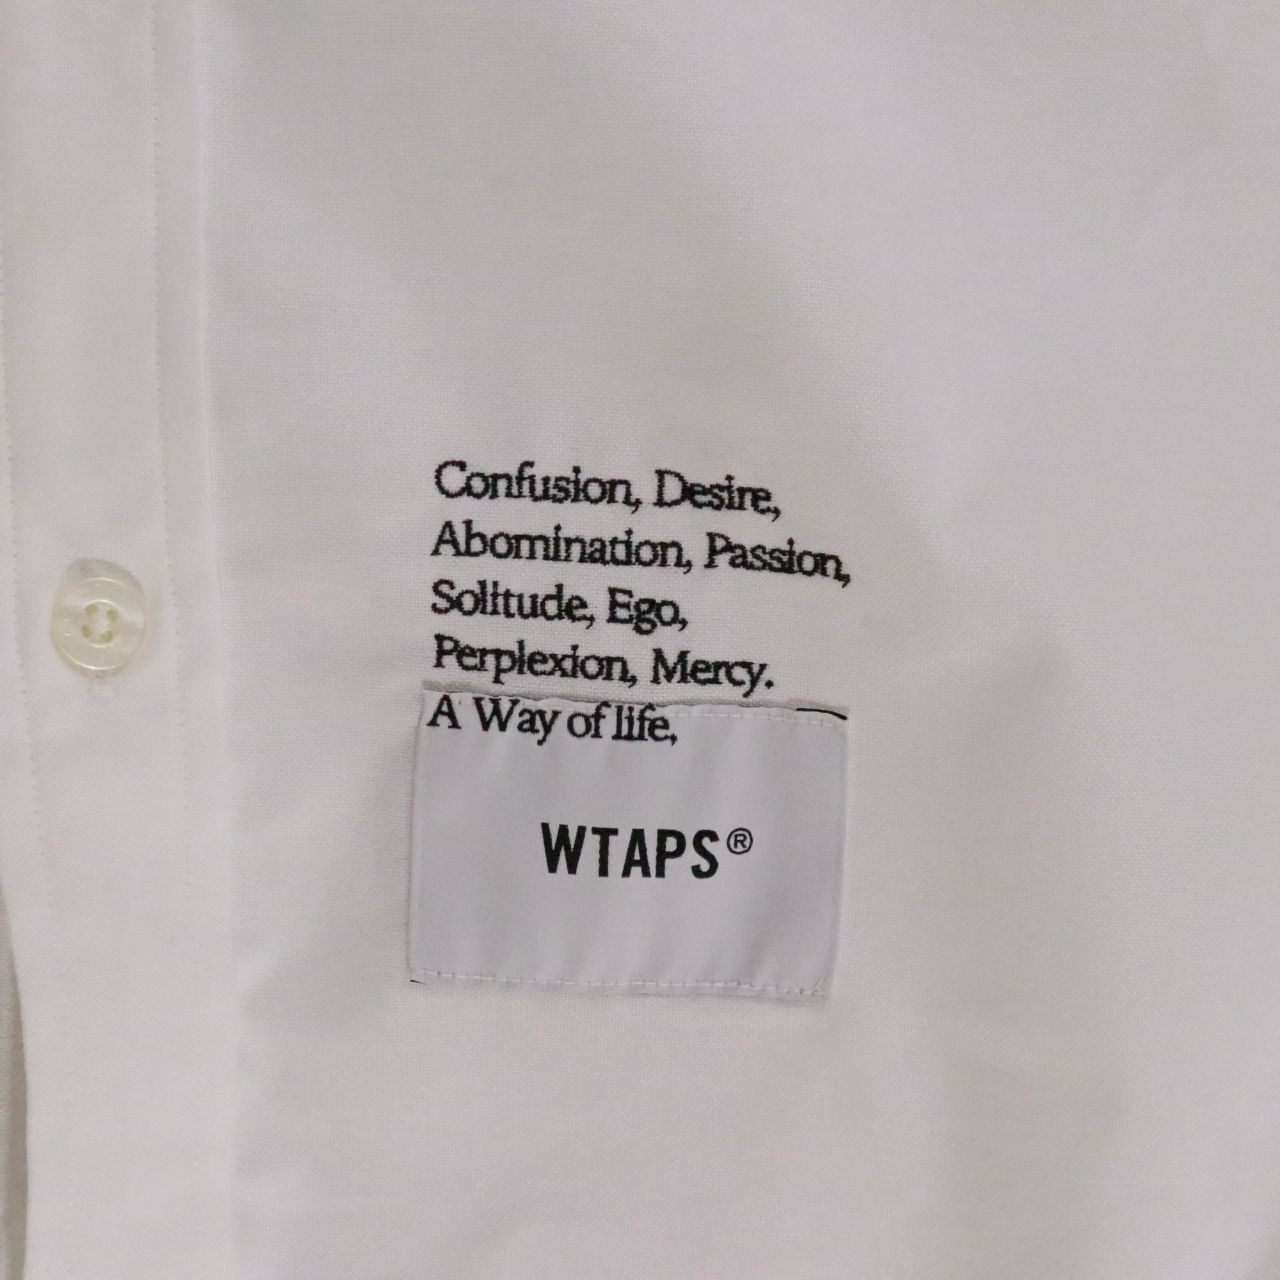 Confusion, Desire,
Abomination, Passion,
Solitude, Ego,
Perplexion, Mercy.
A Way of life,
WTAPS®